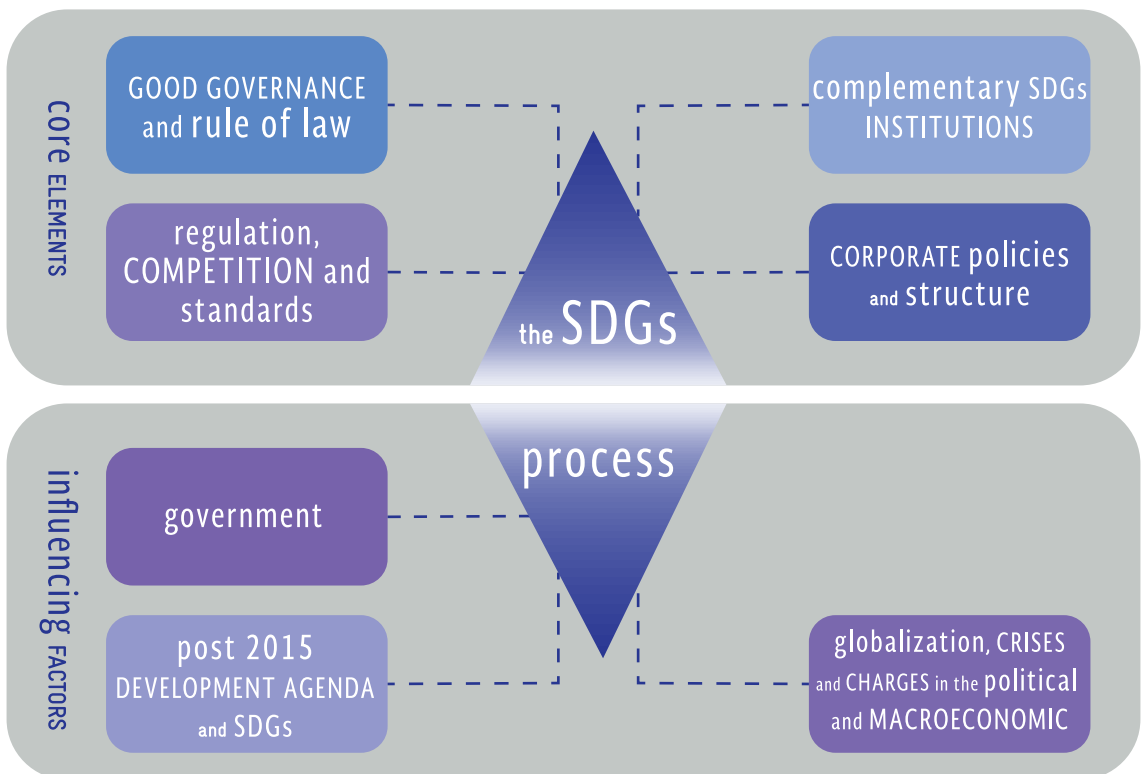 core ELEMENTS
GOOD GOVERNANCE
and rule of law
complementary SDGs
INSTITUTIONS
regulation,
COMPETITION and
standards
CORPORATE policies
and structure
the SDGs
process
influencing FACTORS
government
post 2015
DEVELOPMENT AGENDA
and SDGs
globalization, CRISES
and CHARGES in the political
and MACROECONOMIC